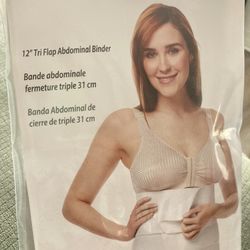 12" Tri Flap Abdominal Binder
Bande abdominale
fermeture triple 31 cm
Banda Abdominal de
cierre de triple 31 cm